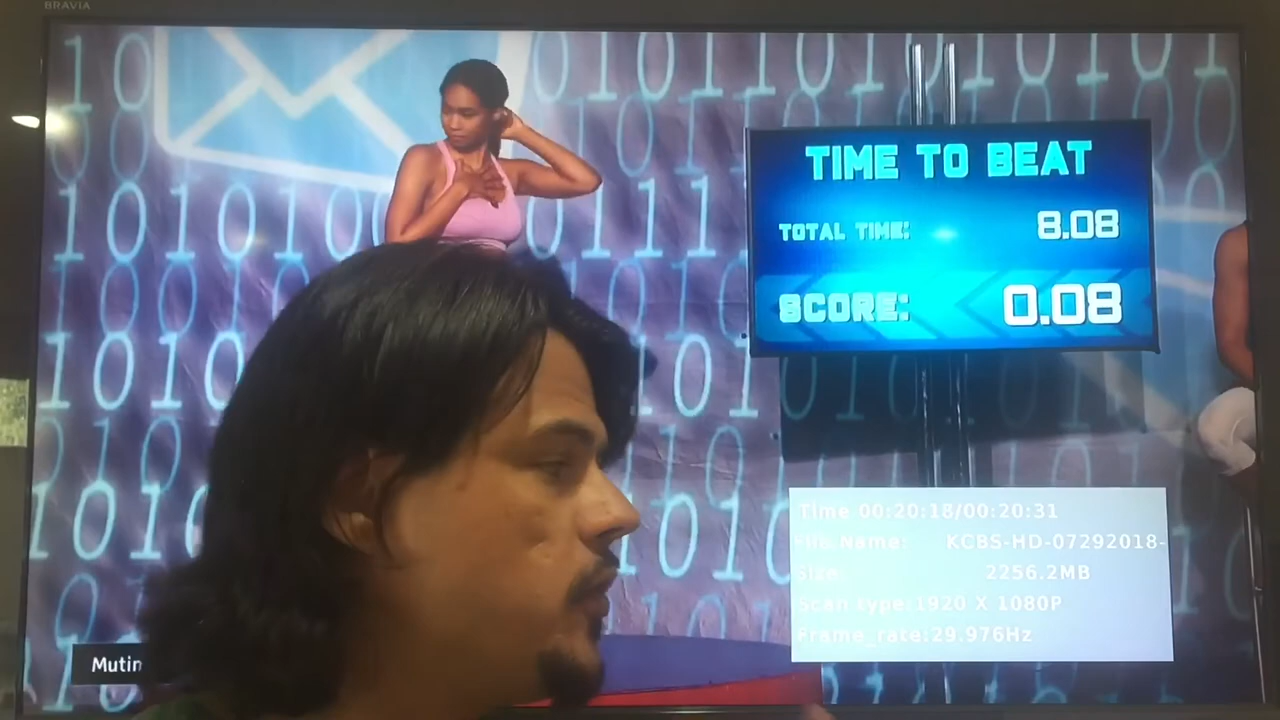 BRAVIA
TIME TO BEAT
TOTAL TIME: 8.08
SCORE: 0.08
Time 00:20:18/00:20:31
File Name: KCBS-HD-07292018-
Size: 2256.2MB
Scan type:1920 X 1080P
Frame_rate:29.976Hz
Mutin